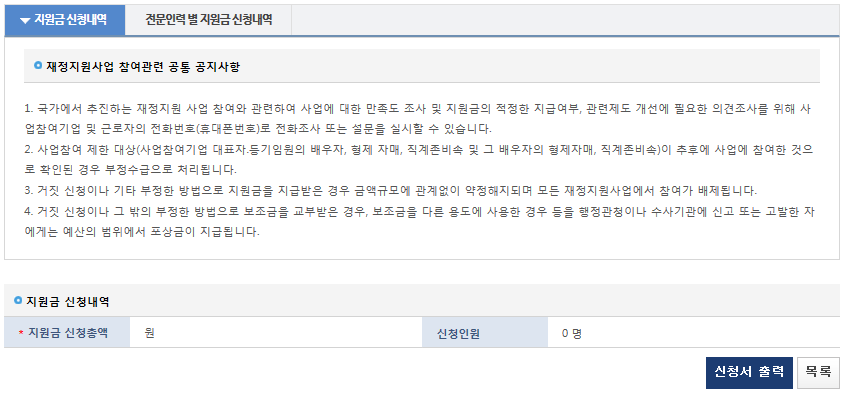 지원금 신청내역
전문인력 별 지원금 신청내역
재정지원사업 참여관련 공통 공지사항
1. 국가에서 추진하는 재정지원 사업 참여와 관련하여 사업에 대한 만족도 조사 및 지원금의 적정한 지급여부, 관련제도 개선에 필요한 의견조사를 위해 사
업참여기업 및 근로자의 전화번호(휴대폰번호)로 전화조사 또는 설문을 실시할 수 있습니다.
2. 사업참여 제한 대상(사업참여기업 대표자.등기임원의 배우자, 형제 자매, 직계존비속 및 그 배우자의 형제자매, 직계존비속)이 추후에 사업에 참여한 것으
로 확인된 경우 부정수급으로 처리됩니다.
3. 거짓 신청이나 기타 부정한 방법으로 지원금을 지급받은 경우 금액규모에 관계없이 약정해지되며 모든 재정지원사업에서 참여가 배제됩니다.
4. 거짓 신청이나 그 밖의 부정한 방법으로 보조금을 교부받은 경우, 보조금을 다른 용도에 사용한 경우 등을 행정관청이나 수사기관에 신고 또는 고발한 자
에게는 예산의 범위에서 포상금이 지급됩니다.
지원금 신청내역
* 지원금 신청총액 원 신청인원 0 명
신청서 출력 목록